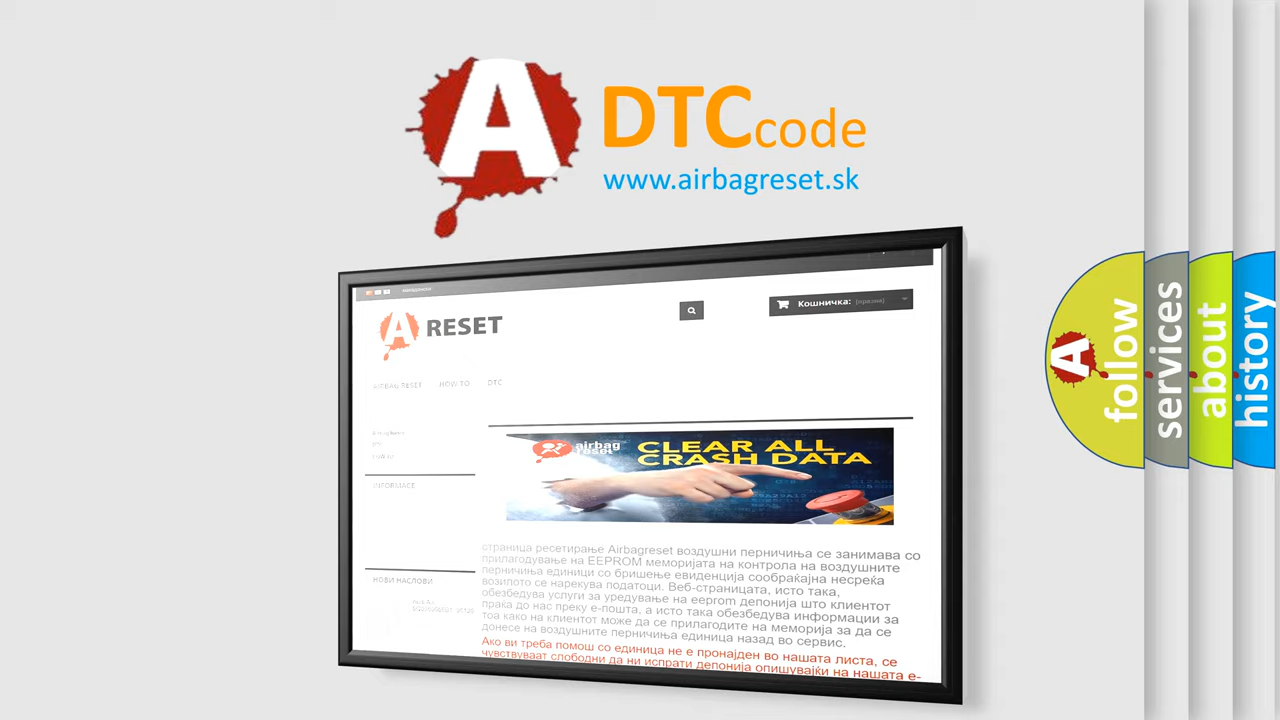 A
DTCcode
www.airbagreset.sk
Кошничка: (празна)
A RESET
AIRBAG RESET HOW TO DTC
INFORMACE
airbag
reset
CLEAR ALL
CRASH DATA
страница ресетирање Airbagreset воздушни перничиња се занимава со
прилагодување на EEPROM меморијата на контрола на воздушните
перничиња единици со бришење евиденција сообраќајна несреќа
возилото се нарекува податоци. Веб-страницата, исто така,
обезбедува услуги за уредување на eeprom депонија што клиентот
праќа до нас преку е-пошта, а исто така обезбедува информации за
тоа како на клиентот може да се прилагодите на меморија за да се
донесе на воздушните перничиња единица назад во сервис.
Ако ви треба помош со единица не е пронајден во нашата листа, се
чувствуваат слободни да ни испрати депонија опишувајќи на нашата е-
НОВИ НАСЛОВИ
A
follow
services
about
history